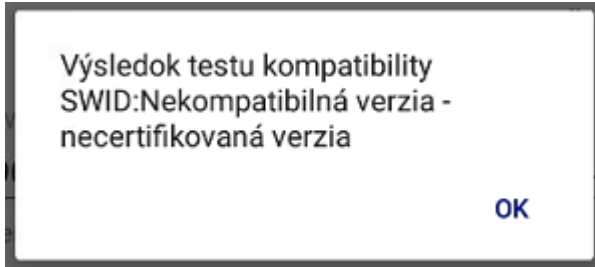 Výsledok testu kompatibility
SWID:Nekompatibilná verzia -
necertifikovaná verzia
OK